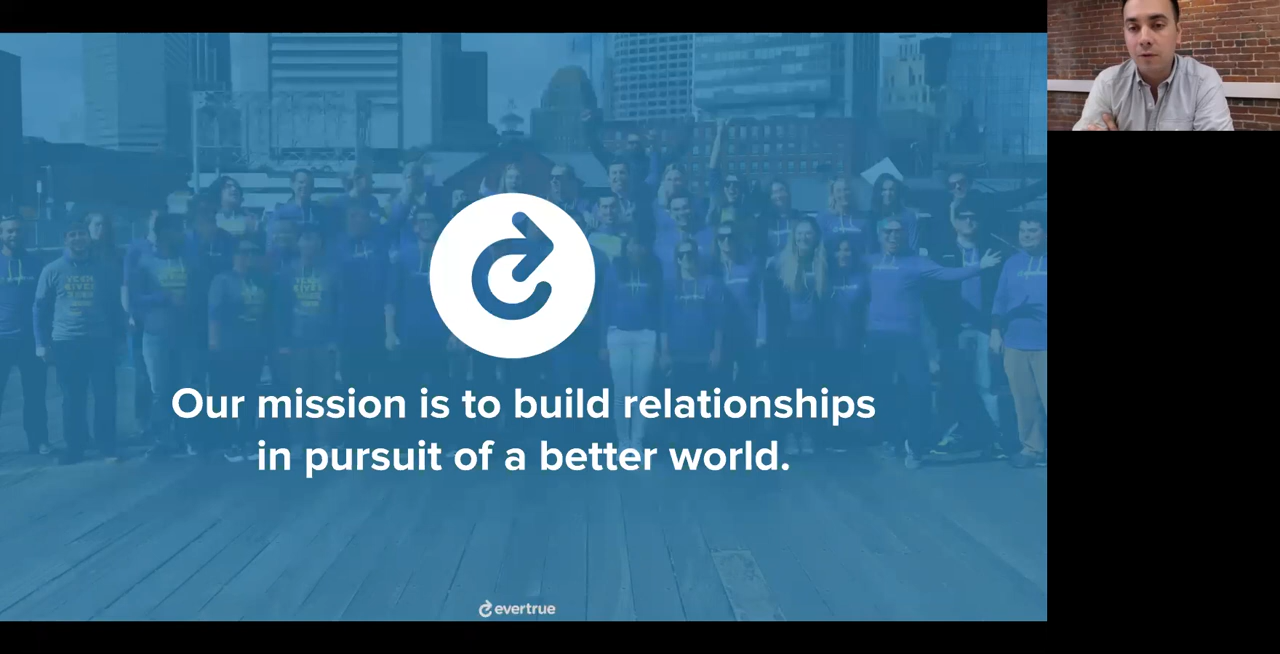 Our mission is to build relationships
in pursuit of a better world.
evertrue